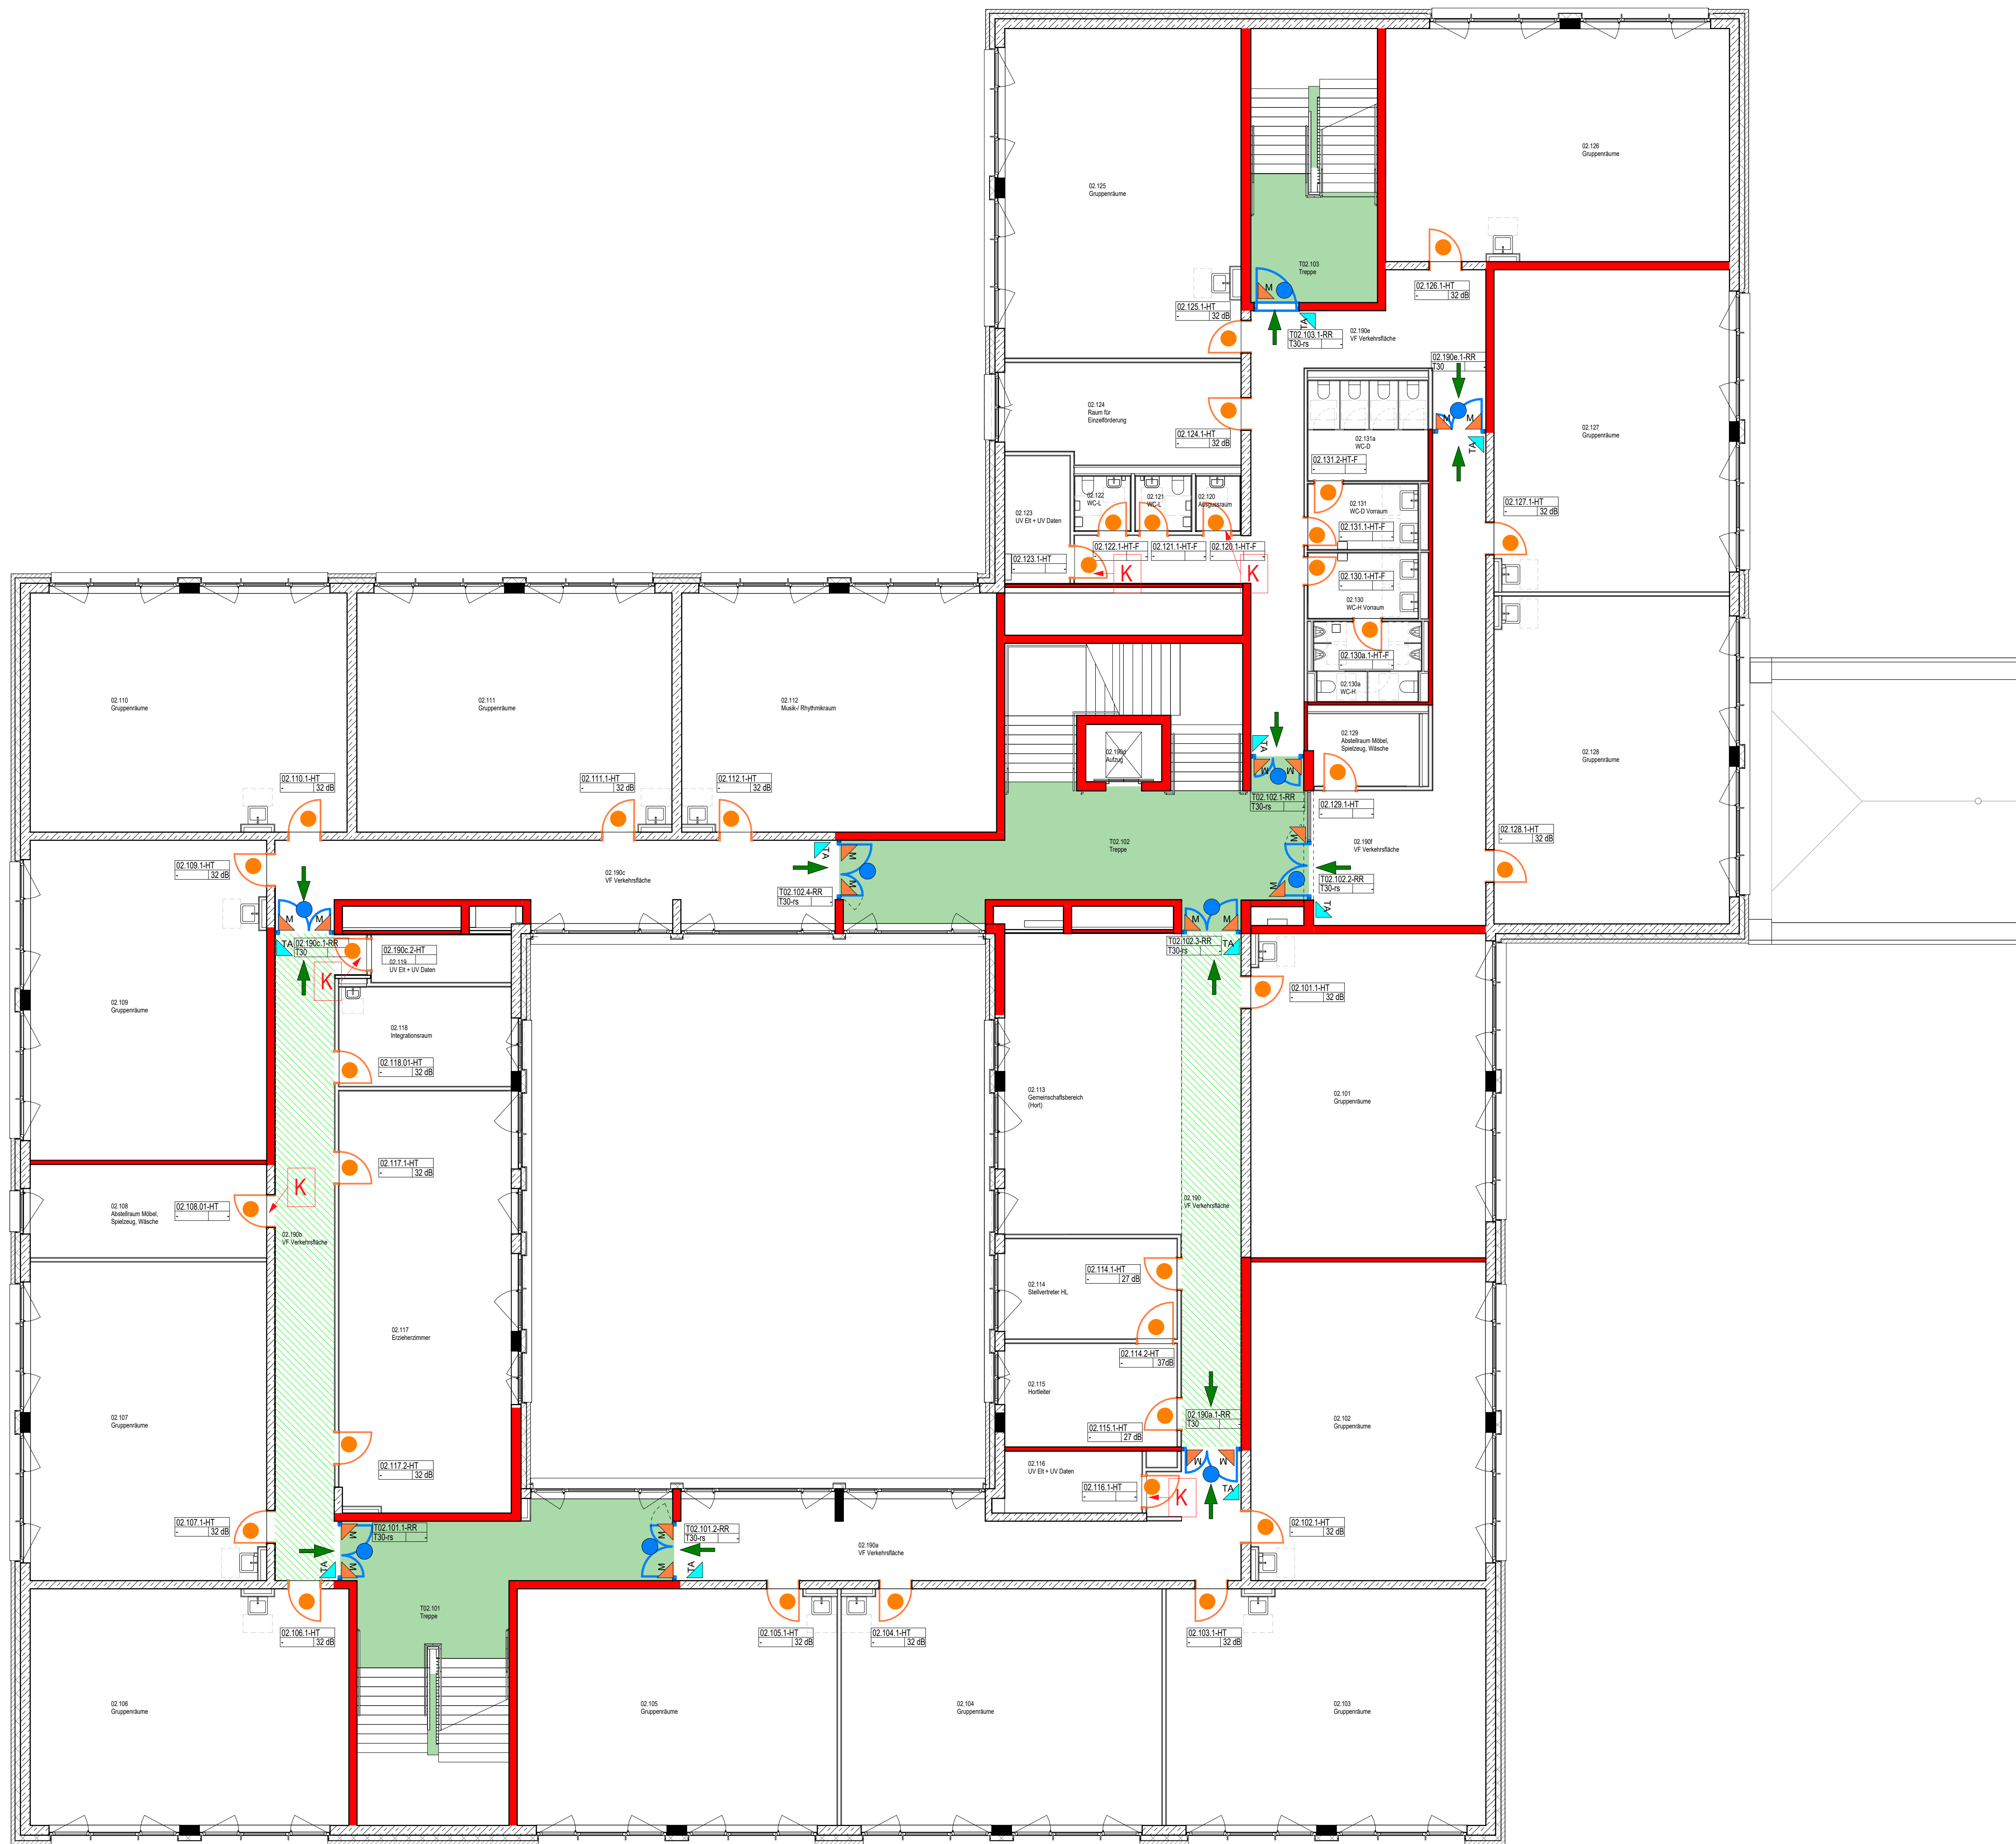 02.126
Gruppenräume
02.125
Gruppenräume
T02.103
Treppe
M
02.126.1-HT
- 32 dB
02.125.1-HT
- 32 dB
TA
T02.103.1-RR
T30-rs -
02.190e
VF Verkehrsfläche
02.190e.1-RR
T30 -
02.124
Raum für
Einzelförderung
02.124.1-HT
- 32 dB
M M
TA
02.127
Gruppenräume
02.131a
WC-D
02.131.2-HT-F
- -
02.122
WC-L
02.121
WC-L
02.120
Ausgussraum
02.123
UV Elt + UV Daten
02.131
WC-D Vorraum
02.131.1-HT-F
- -
02.127.1-HT
- 32 dB
02.123.1-HT
- -
02.122.1-HT-F
- -
02.121.1-HT-F
- -
02.120.1-HT-F
- -
K
K
02.130.1-HT-F
- -
02.130
WC-H Vorraum
02.130a.1-HT-F
- -
02.130a
WC-H
02.110
Gruppenräume
02.111
Gruppenräume
02.112
Musik-/ Rhythmikraum
02.190d
Aufzug
TA
02.129
Abstellraum Möbel,
Spielzeug, Wäsche
02.128
Gruppenräume
02.110.1-HT
- 32 dB
02.111.1-HT
- 32 dB
02.112.1-HT
- 32 dB
M M
T02.102.1-RR
T30-rs -
02.129.1-HT
- -
02.128.1-HT
- 32 dB
T02.102
Treppe
M
02.190f
VF Verkehrsfläche
02.109.1-HT
- 32 dB
02.190c
VF Verkehrsfläche
TA
M
M
T02.102.4-RR
T30-rs -
M
T02.102.2-RR
T30-rs -
TA
M M
TA
02.190c.1-RR
T30 -
K
02.190c.2-HT
02.119
UV Elt + UV Daten
M M
T02.102.3-RR
T30-rs -
TA
02.109
Gruppenräume
02.118
Integrationsraum
02.118.01-HT
- 32 dB
02.101.1-HT
- 32 dB
02.113
Gemeinschaftsbereich
(Hort)
02.101
Gruppenräume
02.117.1-HT
- 32 dB
K
02.108
Abstellraum Möbel,
Spielzeug, Wäsche
02.108.01-HT
- -
02.190b
VF Verkehrsfläche
02.190
VF Verkehrsfläche
02.114
Stellvertreter HL
02.114.1-HT
- 27 dB
02.114.2-HT
- 37dB
02.117
Erzieherzimmer
02.115
Hortleiter
02.115.1-HT
- 27 dB
02.190a.1-RR
T30 -
02.107
Gruppenräume
02.102
Gruppenräume
02.117.2-HT
- 32 dB
02.116
UV Elt + UV Daten
02.116.1-HT
- -
K
M M
TA
02.107.1-HT
- 32 dB
M
M
TA
T02.101.1-RR
T30-rs -
M
M
TA
T02.101.2-RR
T30-rs -
02.190a
VF Verkehrsfläche
02.102.1-HT
- 32 dB
T02.101
Treppe
02.106.1-HT
- 32 dB
02.105.1-HT
- 32 dB
02.104.1-HT
- 32 dB
02.103.1-HT
- 32 dB
02.106
Gruppenräume
02.105
Gruppenräume
02.104
Gruppenräume
02.103
Gruppenräume